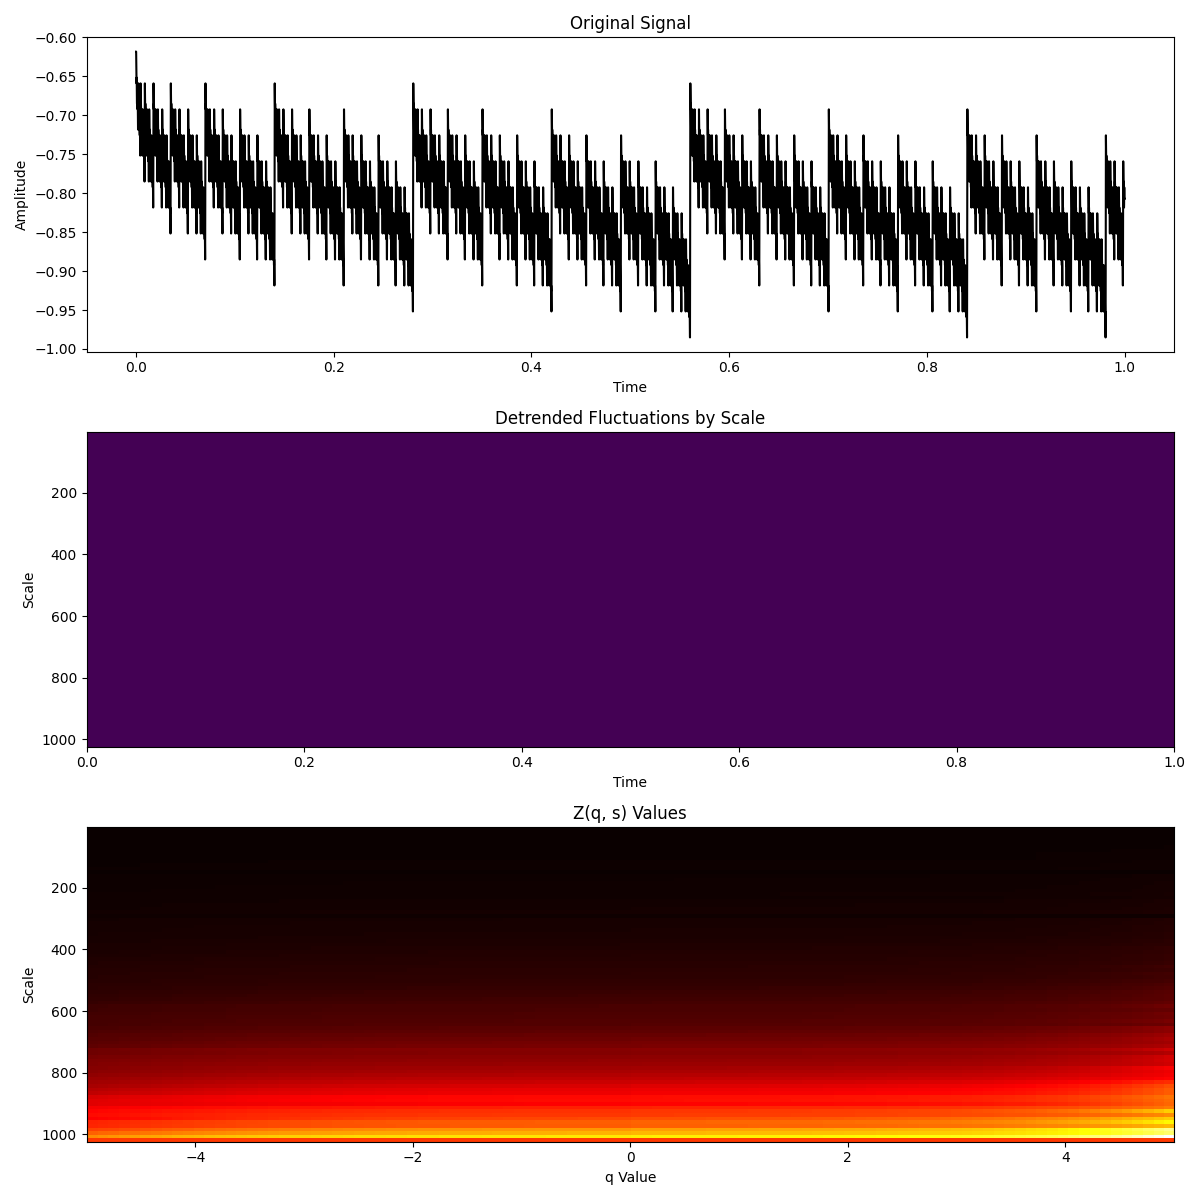 Original Signal
−0.60
−0.65
−0.70
−0.75
−0.80
−0.85
−0.90
−0.95
−1.00
Amplitude
0.0 0.2 0.4 0.6 0.8 1.0
Time
Detrended Fluctuations by Scale
200
400
600
800
1000
Scale
0.0 0.2 0.4 0.6 0.8 1.0
Time
Z(q, s) Values
200
400
600
800
1000
Scale
−4 −2 0 2 4
q Value